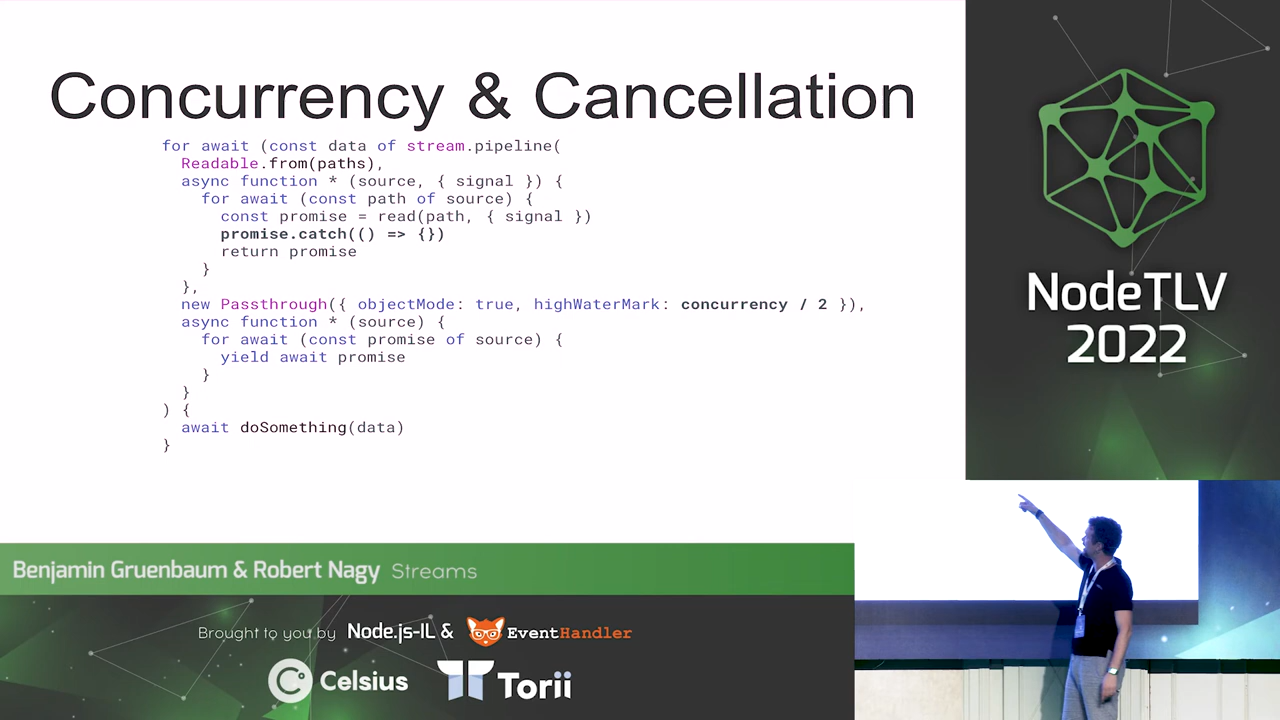 Concurrency & Cancellation
for await (const data of stream.pipeline(
Readable.from(paths),
async function * (source, { signal }) {
for await (const path of source) {
const promise = read(path, { signal })
promise.catch(() => {})
return promise
}
},
new Passthrough({ objectMode: true, highWaterMark: concurrency / 2 }),
async function * (source) {
for await (const promise of source) {
yield await promise
}
}
) {
await doSomething(data)
}
NodeTLV
2022
Benjamin Gruenbaum & Robert Nagy Streams
Brought to you by Node.js-IL & EventHandler
Celsius Torii